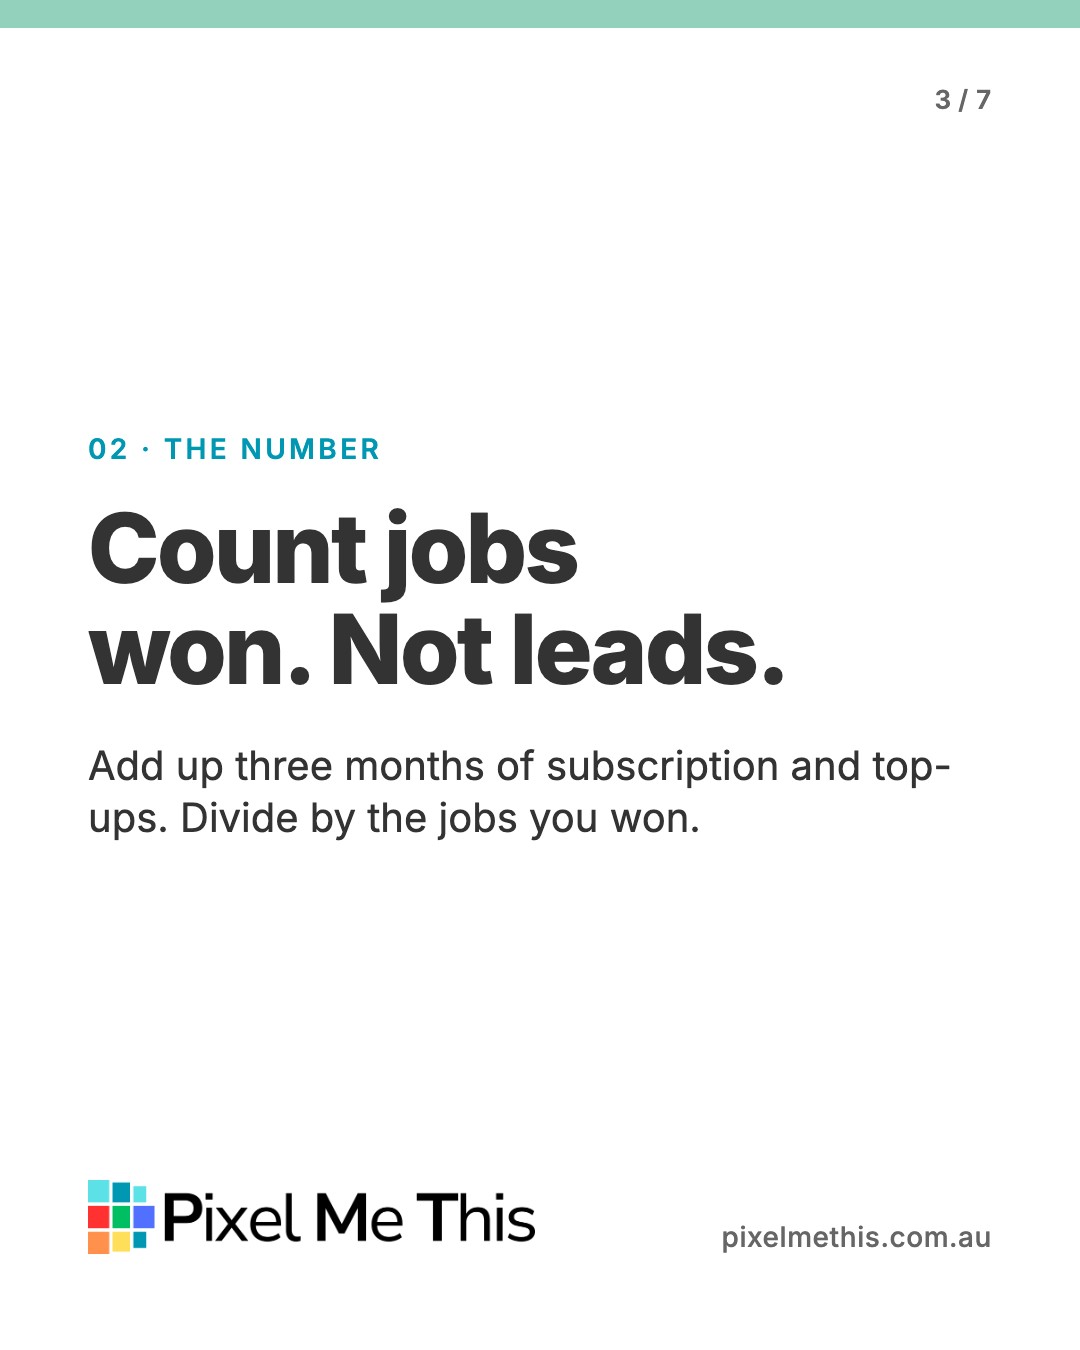 3 / 7
02 · THE NUMBER
Count jobs
won. Not leads.
Add up three months of subscription and top-
ups. Divide by the jobs you won.
Pixel Me This
pixelmethis.com.au